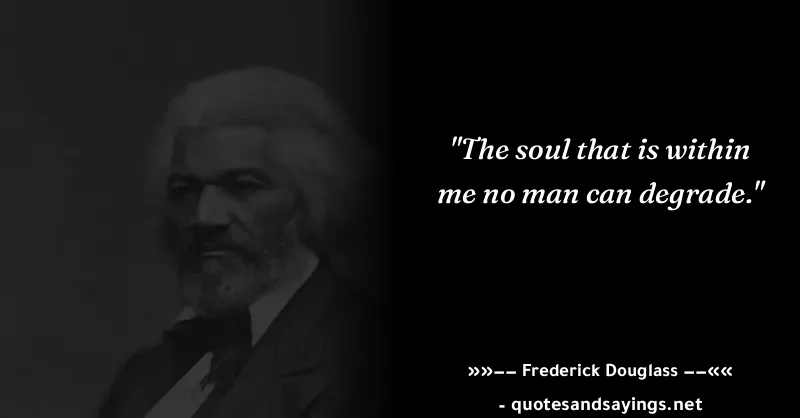 "The soul that is within
me no man can degrade."
»»−− Frederick Douglass −−««
- quotesandsayings.net